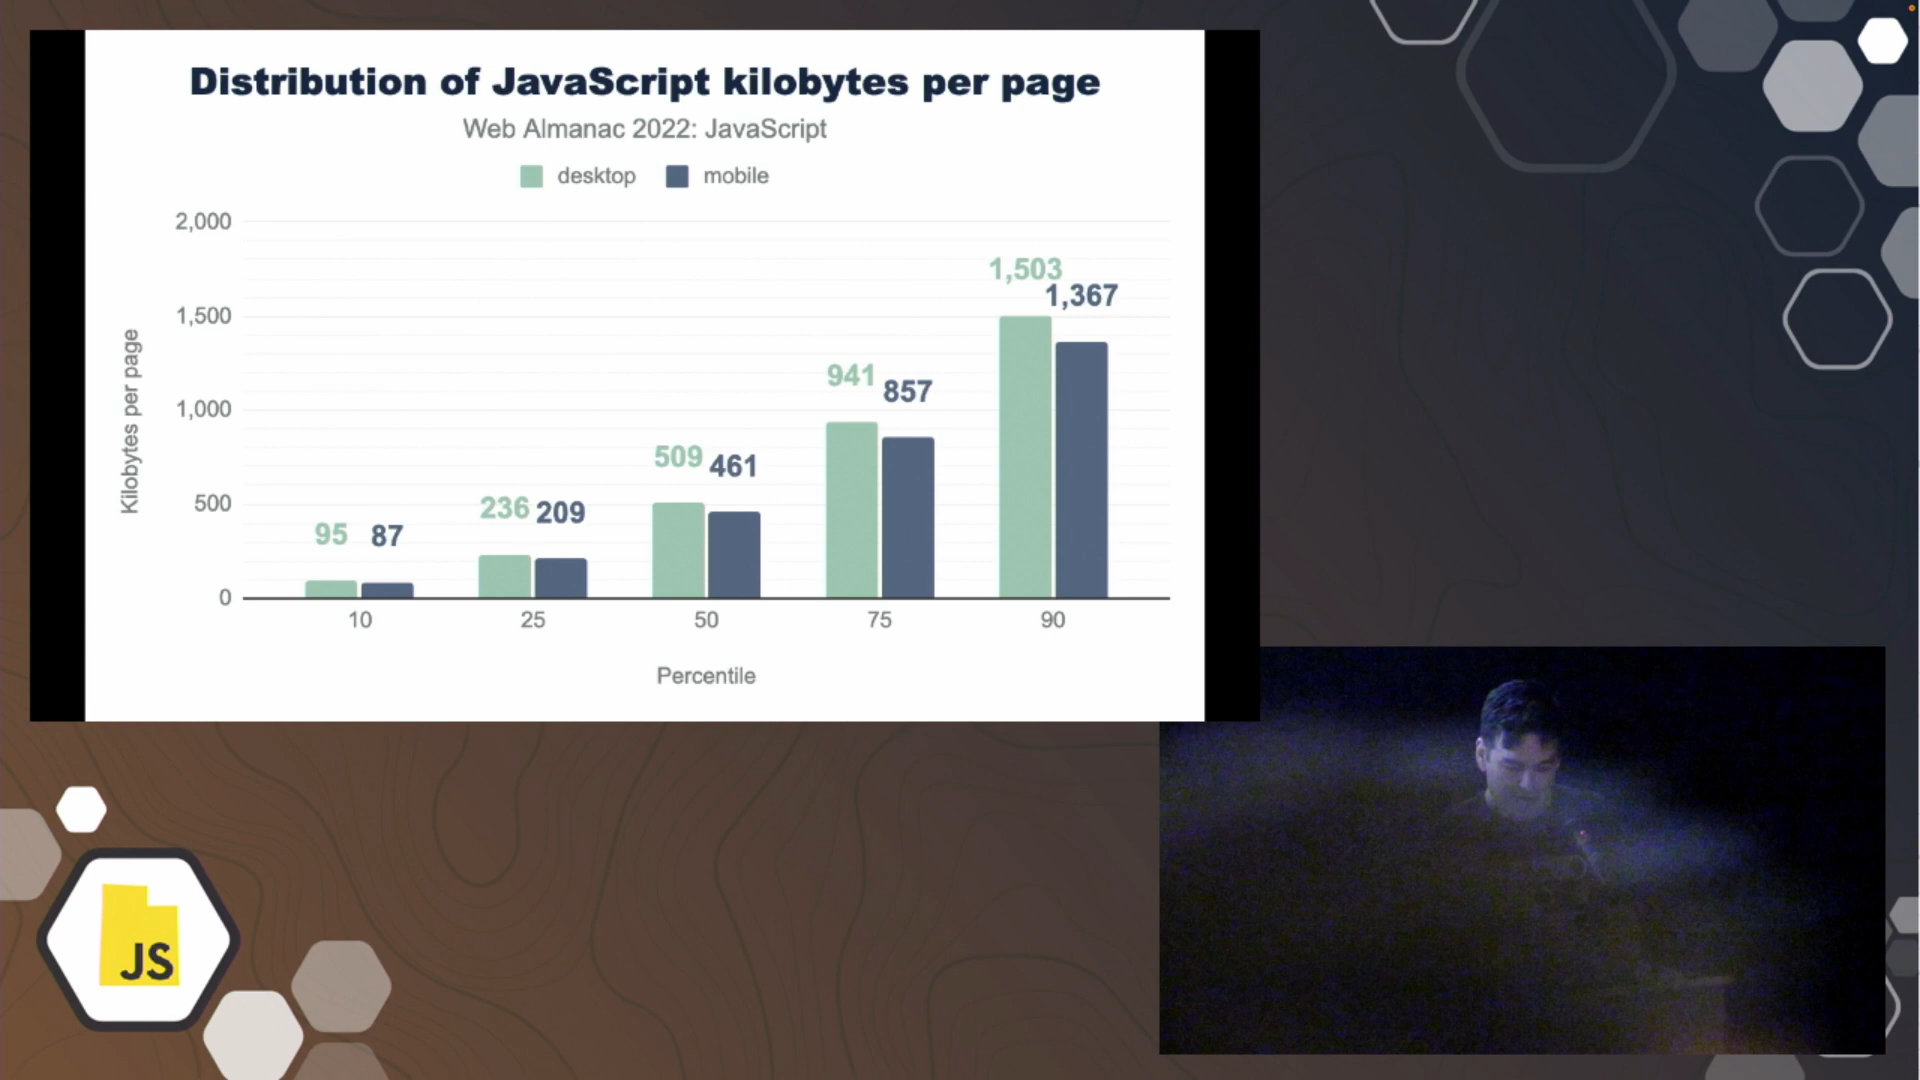 Distribution of JavaScript kilobytes per page
Web Almanac 2022: JavaScript
desktop mobile
Kilobytes per page
2,000
1,500
1,000
500
0
95 87
236 209
509 461
941 857
1,503 1,367
10 25 50 75 90
Percentile
JS